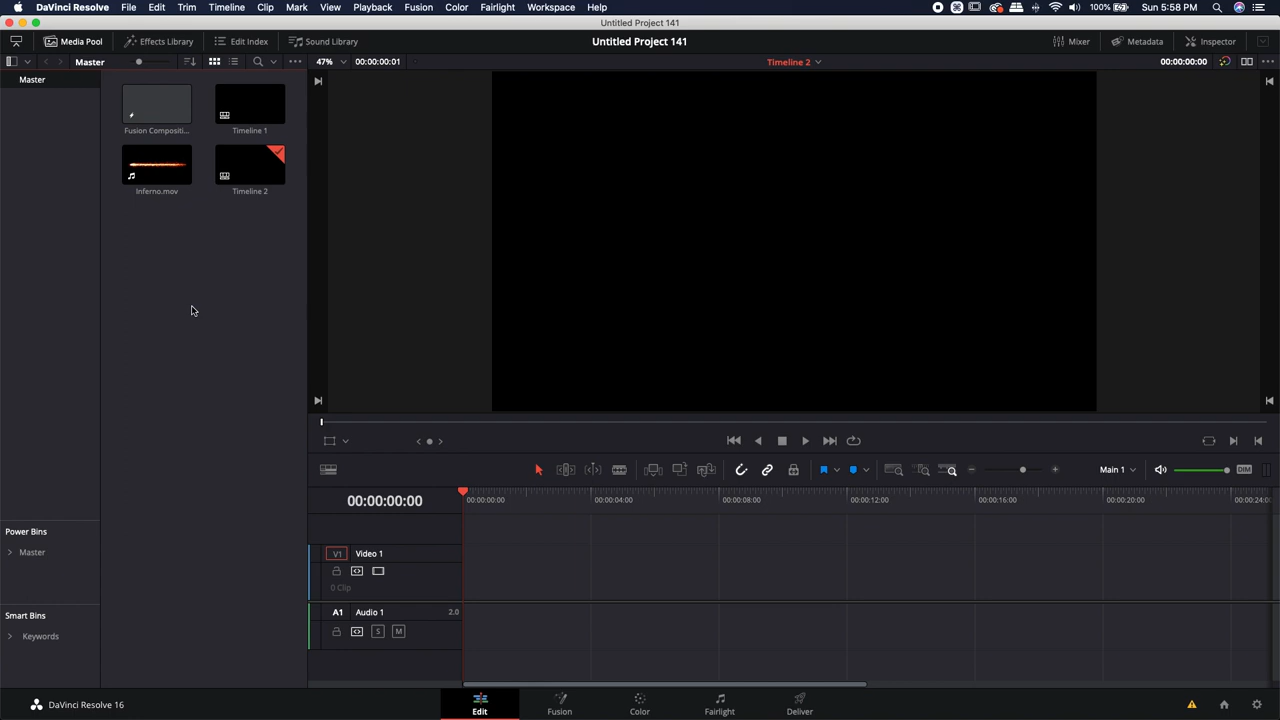 DaVinci Resolve File Edit Trim Timeline Clip Mark View Playback Fusion Color Fairlight Workspace Help 100% Sun 5:58 PM
Untitled Project 141
Media Pool Effects Library Edit Index Sound Library Untitled Project 141 Mixer Metadata Inspector
Master 47% 00:00:00:01 Timeline 2 00:00:00:00
Master
Fusion Compositi... Timeline 1
Inferno.mov Timeline 2
Main 1 DIM
00:00:00:00 00:00:00:00 00:00:04:00 00:00:08:00 00:00:12:00 00:00:16:00 00:00:20:00 00:00:24:0
Power Bins
Master
V1 Video 1
0 Clip
Smart Bins
Keywords
A1 Audio 1 2.0
S M
DaVinci Resolve 16
Edit Fusion Color Fairlight Deliver